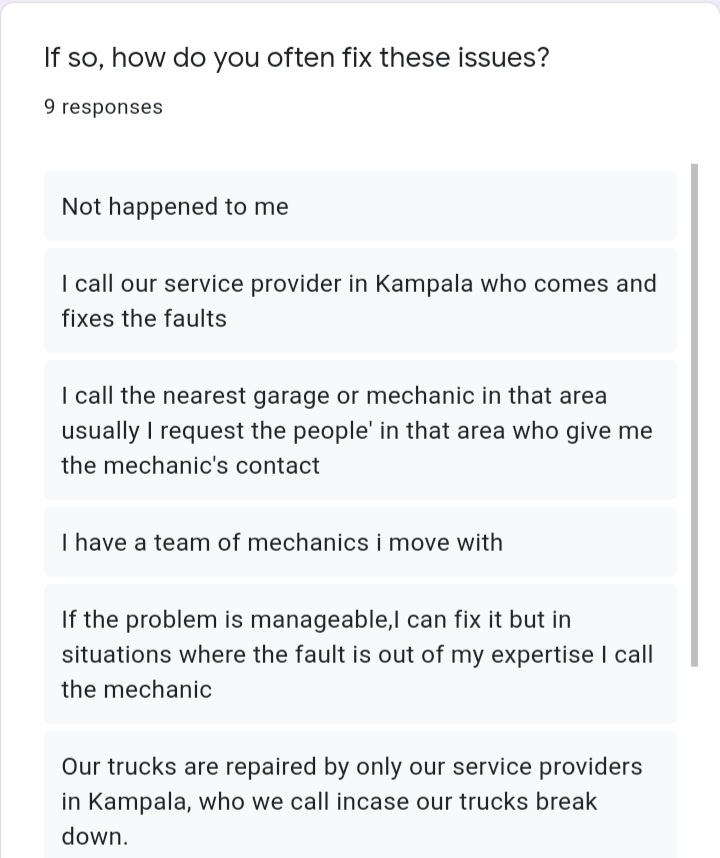 If so, how do you often fix these issues?
9 responses
Not happened to me
I call our service provider in Kampala who comes and
fixes the faults
I call the nearest garage or mechanic in that area
usually I request the people' in that area who give me
the mechanic's contact
I have a team of mechanics i move with
If the problem is manageable,I can fix it but in
situations where the fault is out of my expertise I call
the mechanic
Our trucks are repaired by only our service providers
in Kampala, who we call incase our trucks break
down.